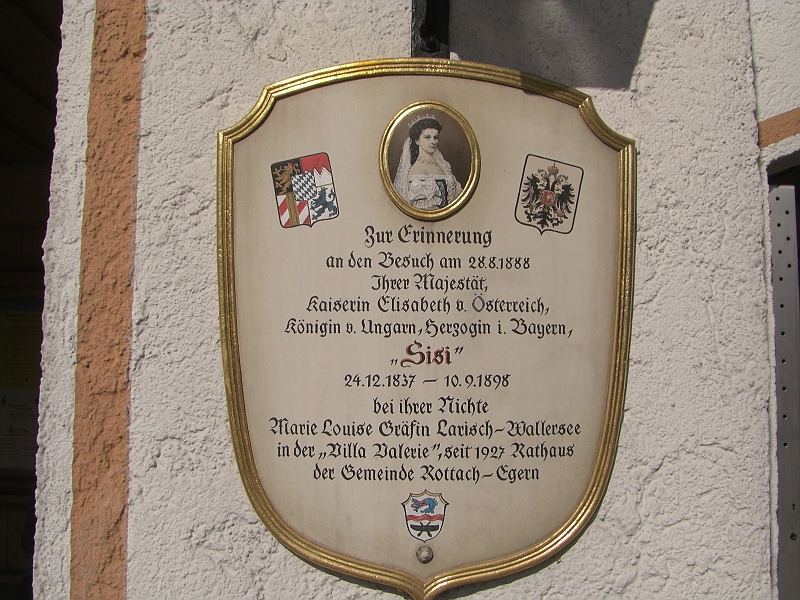 Zur Erinnerung
an den Besuch am 28.8.1888
Ihrer Majestät,
Kaiserin Elisabeth v. Österreich,
Königin v. Ungarn, Herzogin i. Bayern,
„Sisi”
24.12.1837 – 10.9.1898
bei ihrer Nichte
Marie Louise Gräfin Larisch-Wallersee
in der „Villa Valerie”, seit 1927 Rathaus
der Gemeinde Rottach-Egern